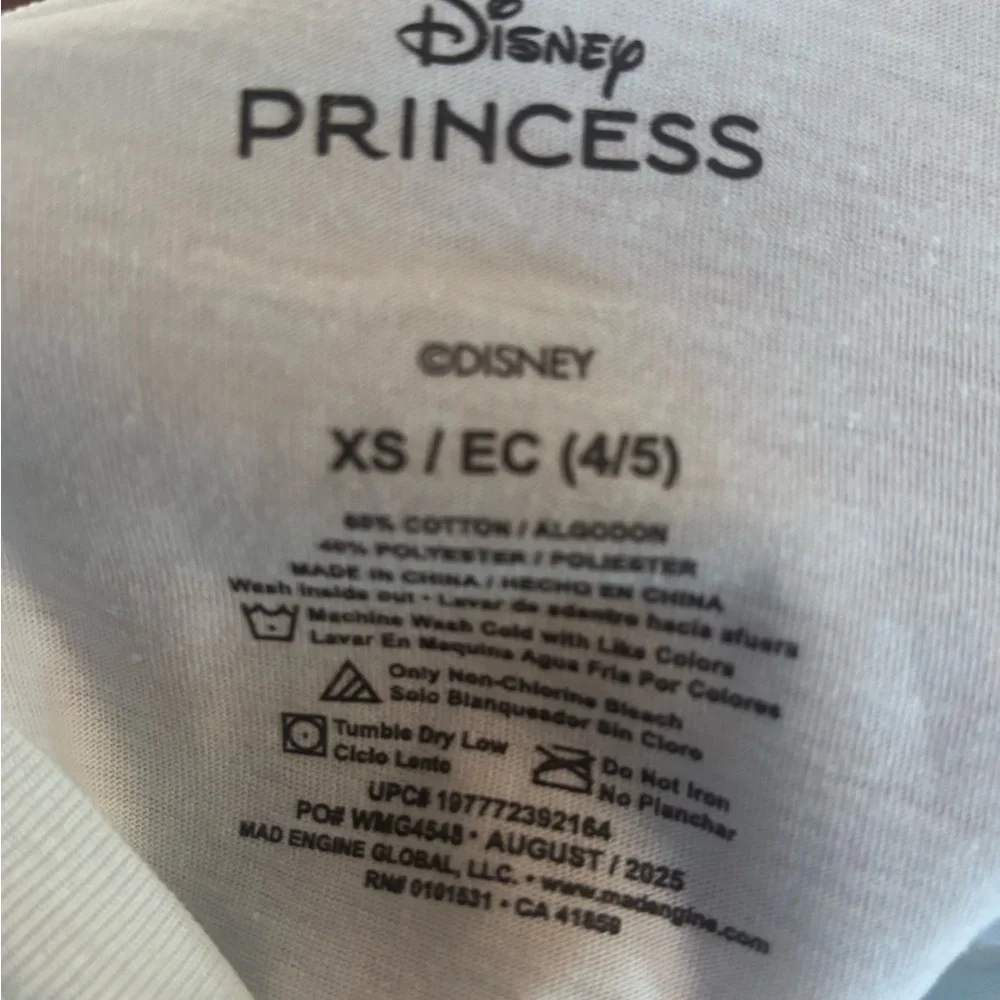 Disney
PRINCESS
©DISNEY
XS / EC (4/5)
60% COTTON / ALGODON
40% POLYESTER / POLIESTER
MADE IN CHINA / HECHO EN CHINA
Wash Inside out • Lavar de adentro hacia afuera
Machine Wash Cold with Like Colors
Lavar En Maquina Agua Fria Por Colores
Only Non-Chlorine Bleach
Solo Blanqueador Sin Cloro
Tumble Dry Low
Ciclo Lento
Do Not Iron
No Planchar
UPC# 197772392164
PO# WMG4548 • AUGUST / 2025
MAD ENGINE GLOBAL, LLC. • www.madengine.com
RN# 0101531 • CA 41859